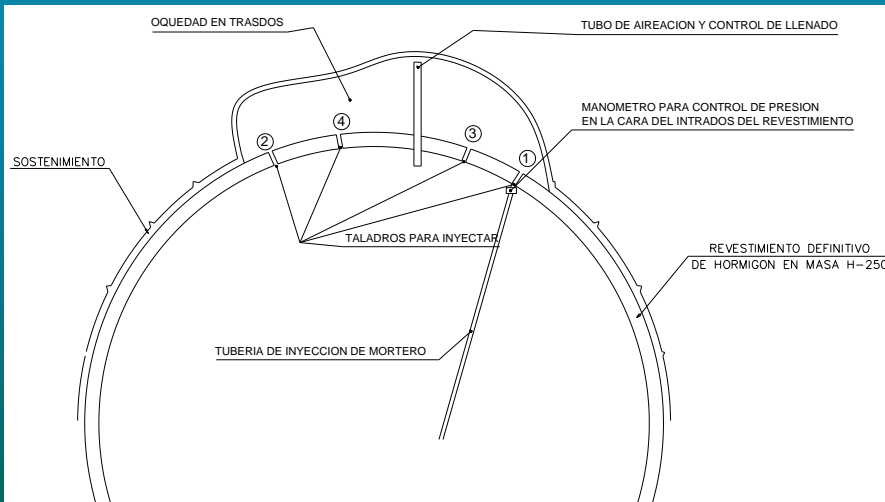 OQUEDAD EN TRASDOS
TUBO DE AIREACION Y CONTROL DE LLENADO
MANOMETRO PARA CONTROL DE PRESION
EN LA CARA DEL INTRADOS DEL REVESTIMIENTO
4
3
2
1
SOSTENIMIENTO
TALADROS PARA INYECTAR
REVESTIMIENTO DEFINITIVO
DE HORMIGON EN MASA H-250
TUBERIA DE INYECCION DE MORTERO